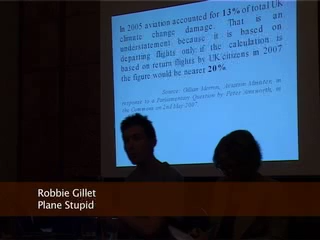 In 2005 aviation accounted for 13% of total UK
climate change damage. That is an
understatement because it is based on
departing flights only: if the calculation is
based on return flights by UK citizens in 2007
the figure would be nearer 20%.
Source: Gillian Merron, Aviation Minister, in
response to a Parliamentary Question by Peter Ainsworth, in
the Commons on 2nd May 2007.
Robbie Gillet
Plane Stupid